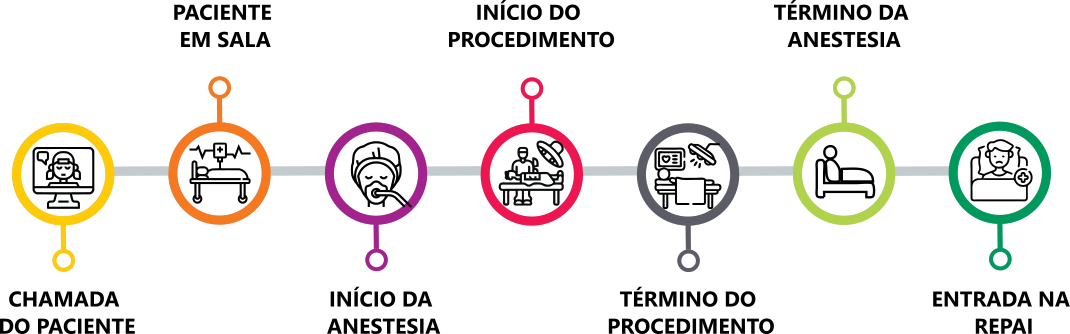 PACIENTE
EM SALA
INÍCIO DO
PROCEDIMENTO
TÉRMINO DA
ANESTESIA
CHAMADA
DO PACIENTE
INÍCIO DA
ANESTESIA
TÉRMINO DO
PROCEDIMENTO
ENTRADA NA
REPAI